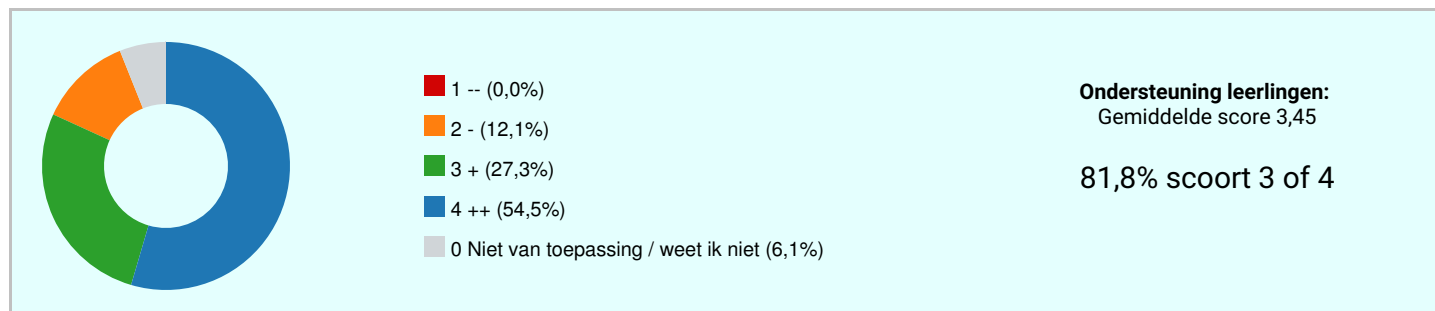 1 -- (0,0%)
2 - (12,1%)
3 + (27,3%)
4 ++ (54,5%)
0 Niet van toepassing / weet ik niet (6,1%)
Ondersteuning leerlingen:
Gemiddelde score 3,45
81,8% scoort 3 of 4